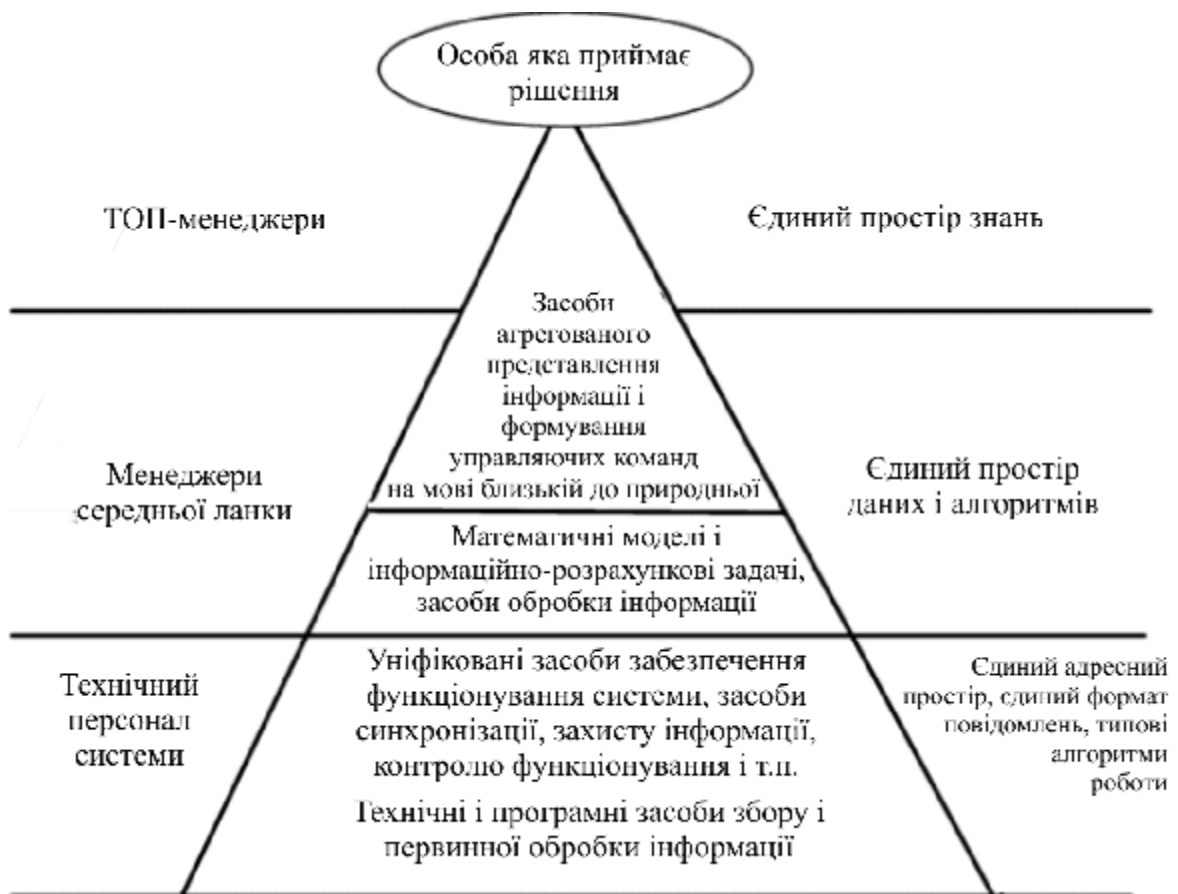 Особа яка приймає
рішення
ТОП-менеджери
Єдиний простір знань
Засоби
агрегованого
представлення
інформації і
формування
управляючих команд
на мові близькій до природньої
Менеджери
середньої ланки
Єдиний простір
даних і алгоритмів
Математичні моделі і
інформаційно-розрахункові задачі,
засоби обробки інформації
Технічний
персонал
системи
Уніфіковані засоби забезпечення
функціонування системи, засоби
синхронізації, захисту інформації,
контролю функціонування і т.п.
Технічні і програмні засоби збору і
первинної обробки інформації
Єдиний адресний
простір, єдиний формат
повідомлень, типові
алгоритми
роботи